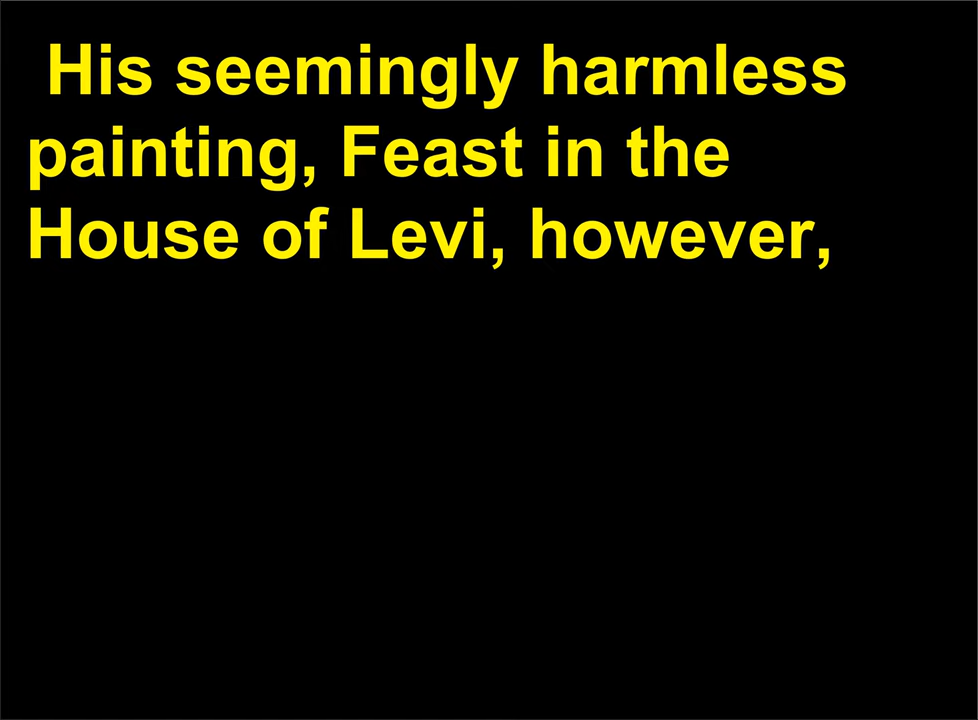 His seemingly harmless
painting, Feast in the
House of Levi, however,